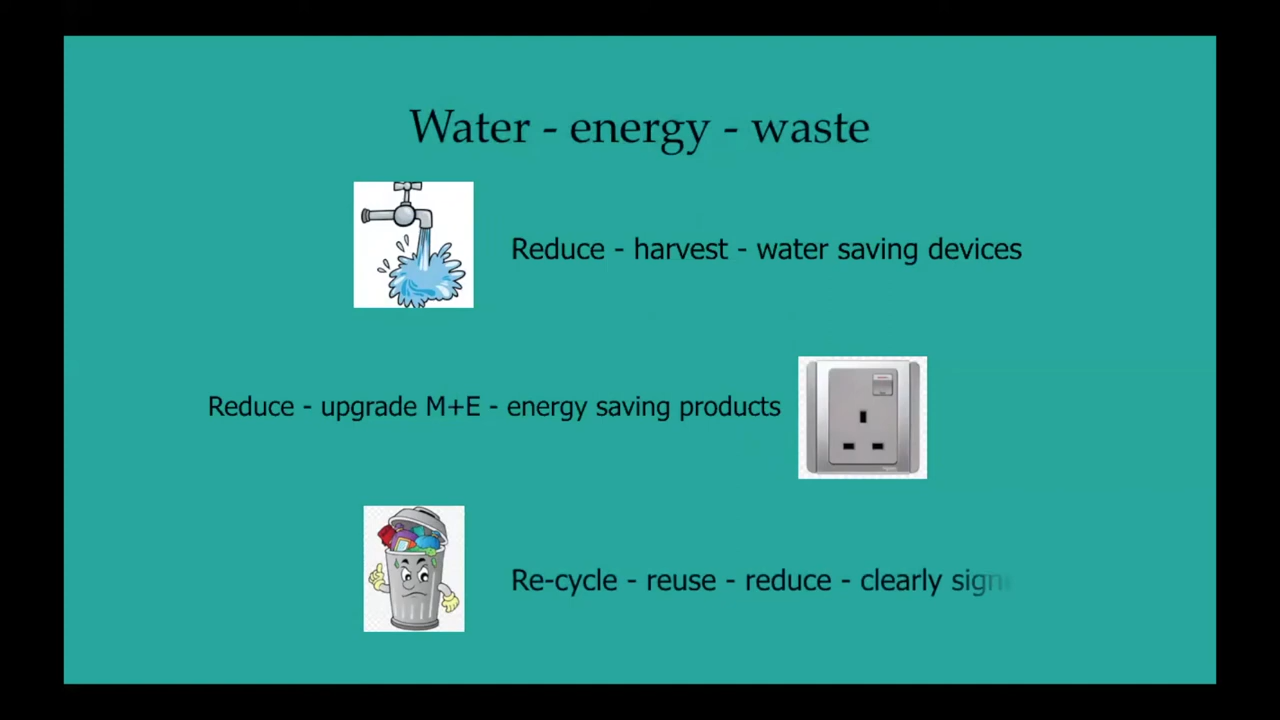 Water - energy - waste
Reduce - harvest - water saving devices
Reduce - upgrade M+E - energy saving products
Re-cycle - reuse - reduce - clearly